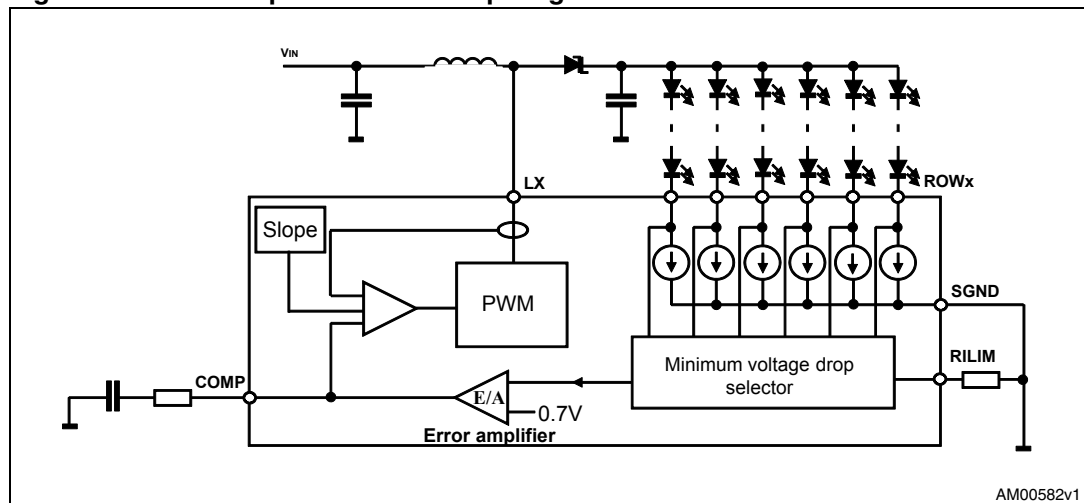 VIN
LX
ROWx
Slope
PWM
SGND
Minimum voltage drop
selector
RILIM
COMP
E/A
0.7V
Error amplifier
AM00582v1